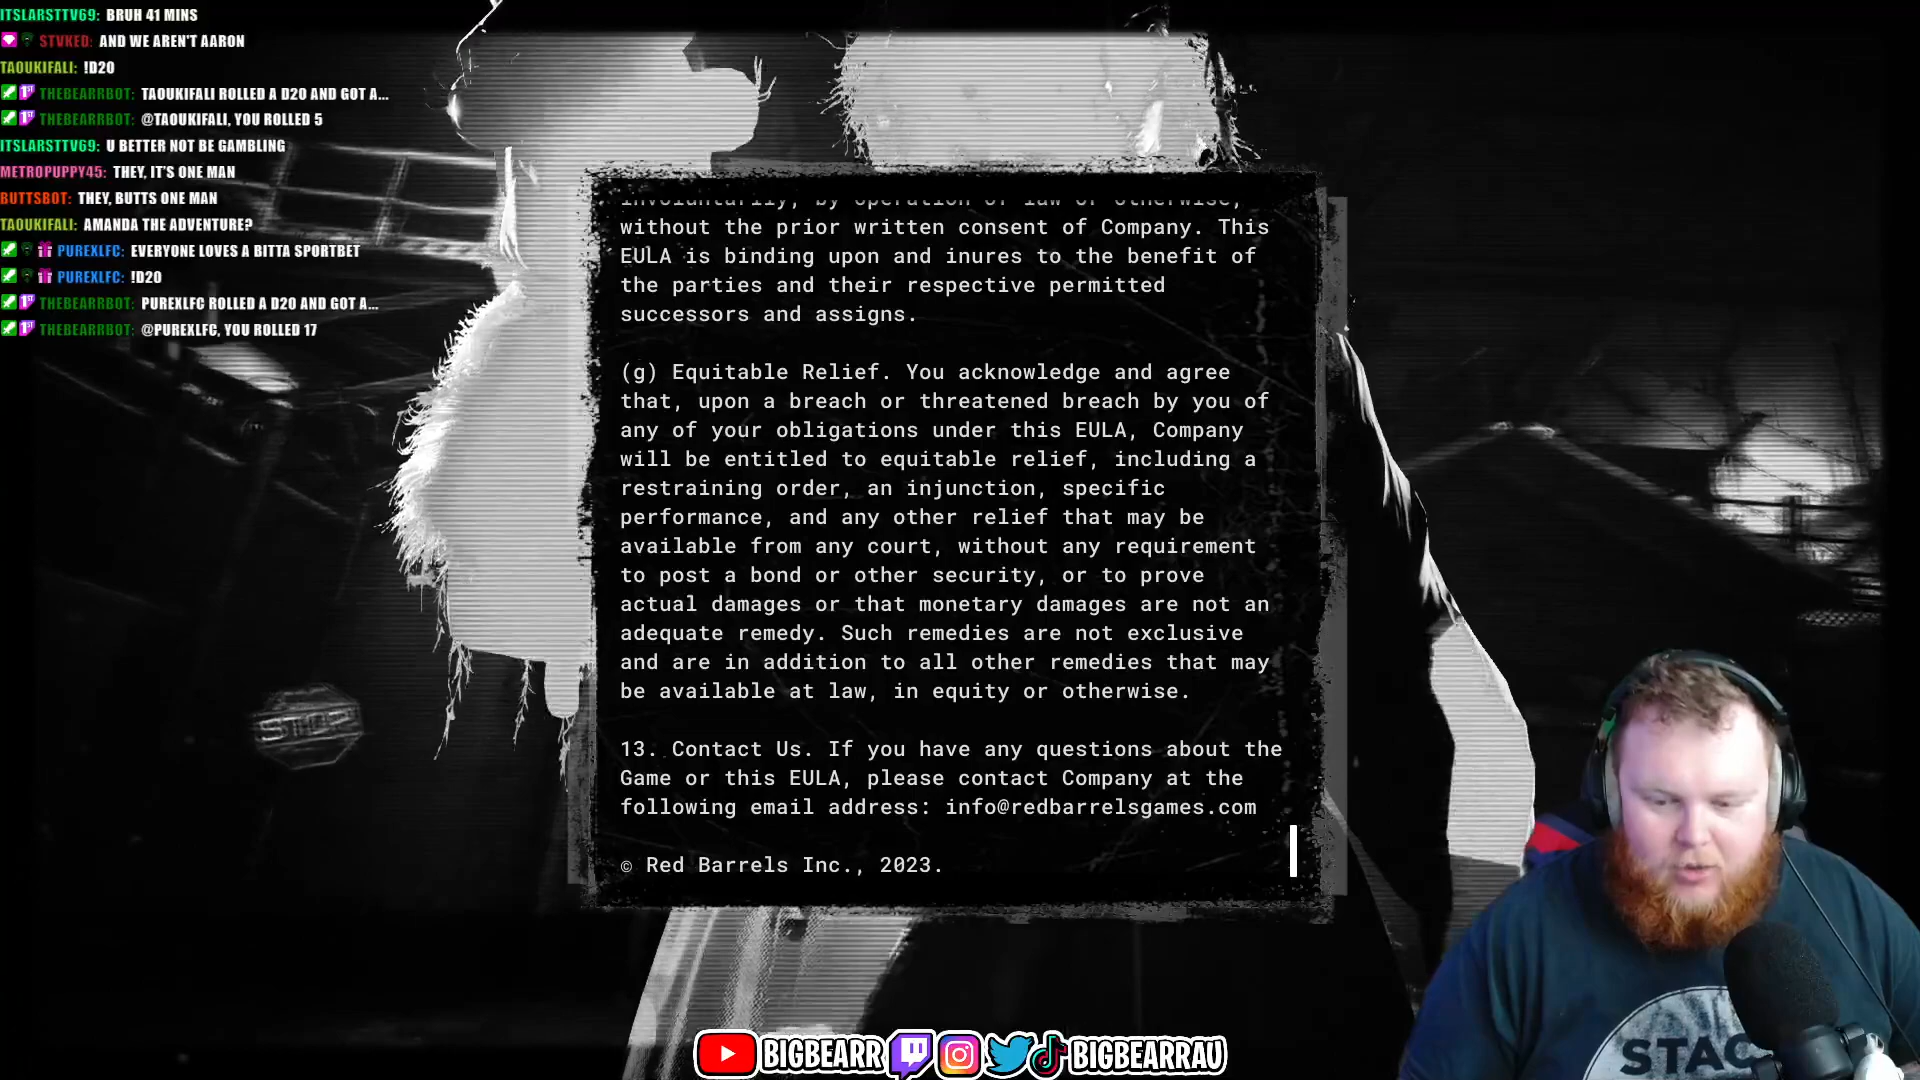 ITSLARSTTV69: BRUH 41 MINS
STVKED: AND WE AREN'T AARON
TAOUKIFALI: !D20
THEBEARRBOT: TAOUKIFALI ROLLED A D20 AND GOT A...
THEBEARRBOT: @TAOUKIFALI, YOU ROLLED 5
ITSLARSTTV69: U BETTER NOT BE GAMBLING
METROPUPPY45: THEY, IT'S ONE MAN
BUTTSBOT: THEY, BUTTS ONE MAN
TAOUKIFALI: AMANDA THE ADVENTURE?
PUREXLFC: EVERYONE LOVES A BITTA SPORTBET
PUREXLFC: !D20
THEBEARRBOT: PUREXLFC ROLLED A D20 AND GOT A...
THEBEARRBOT: @PUREXLFC, YOU ROLLED 17
involuntarily, by operation of law or otherwise,
without the prior written consent of Company. This
EULA is binding upon and inures to the benefit of
the parties and their respective permitted
successors and assigns.
(g) Equitable Relief. You acknowledge and agree
that, upon a breach or threatened breach by you of
any of your obligations under this EULA, Company
will be entitled to equitable relief, including a
restraining order, an injunction, specific
performance, and any other relief that may be
available from any court, without any requirement
to post a bond or other security, or to prove
actual damages or that monetary damages are not an
adequate remedy. Such remedies are not exclusive
and are in addition to all other remedies that may
be available at law, in equity or otherwise.
13. Contact Us. If you have any questions about the
Game or this EULA, please contact Company at the
following email address: info@redbarrelsgames.com
© Red Barrels Inc., 2023.
STOP
STAC
BIGBEARR
BIGBEARRAU